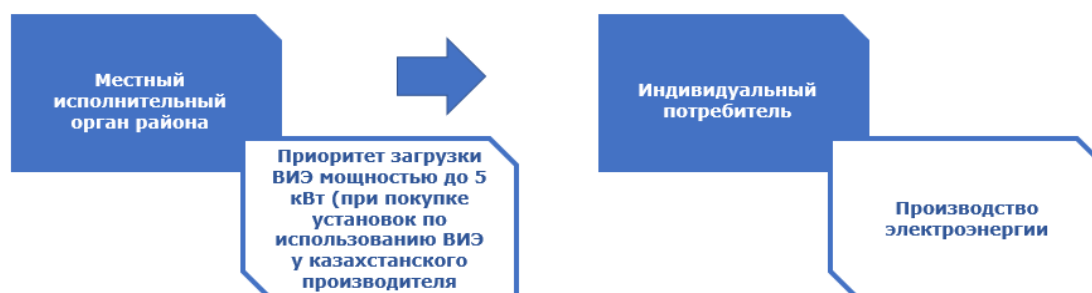 Местный
исполнительный
орган района
Приоритет загрузки
ВИЭ мощностью до 5
кВт (при покупке
установок по
использованию ВИЭ
у казахстанского
производителя
Индивидуальный
потребитель
Производство
электроэнергии